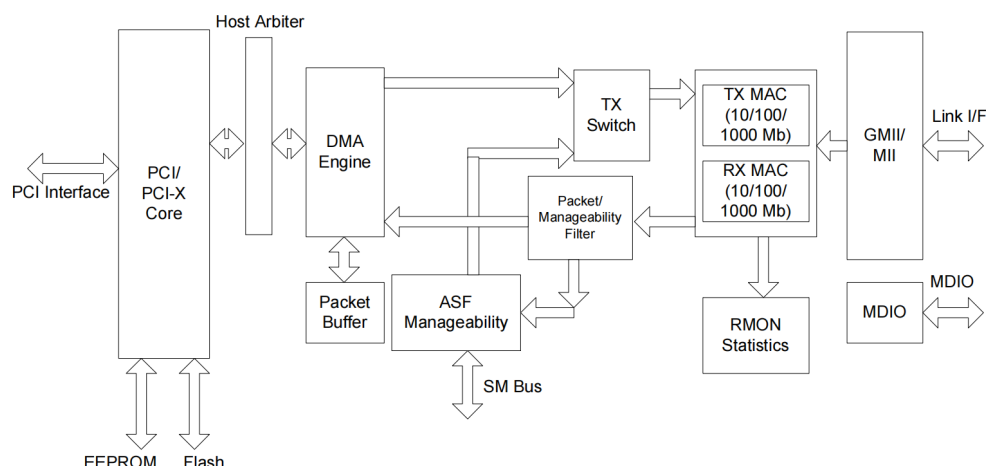 Host Arbiter
PCI/
PCI-X
Core
PCI Interface
DMA
Engine
Packet
Buffer
TX
Switch
Packet/
Manageability
Filter
ASF
Manageability
SM Bus
TX MAC
(10/100/
1000 Mb)
RX MAC
(10/100/
1000 Mb)
RMON
Statistics
GMII/
MII
Link I/F
MDIO
MDIO
EEPROM
Flash